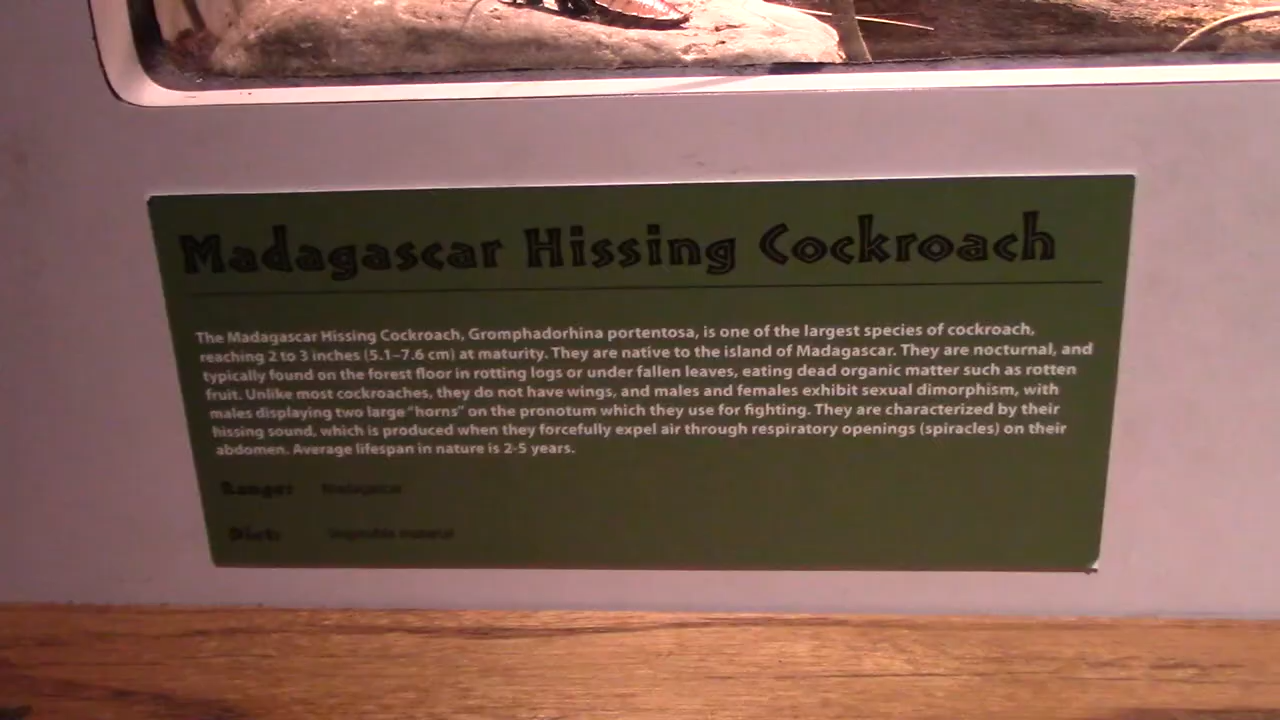 Madagascar Hissing Cockroach
The Madagascar Hissing Cockroach, Gromphadorhina portentosa, is one of the largest species of cockroach,
reaching 2 to 3 inches (5.1–7.6 cm) at maturity. They are native to the island of Madagascar. They are nocturnal, and
typically found on the forest floor in rotting logs or under fallen leaves, eating dead organic matter such as rotten
fruit. Unlike most cockroaches, they do not have wings, and males and females exhibit sexual dimorphism, with
males displaying two large "horns" on the pronotum which they use for fighting. They are characterized by their
hissing sound, which is produced when they forcefully expel air through respiratory openings (spiracles) on their
abdomen. Average lifespan in nature is 2-5 years.
Range: Madagascar
Diet: Vegetable material